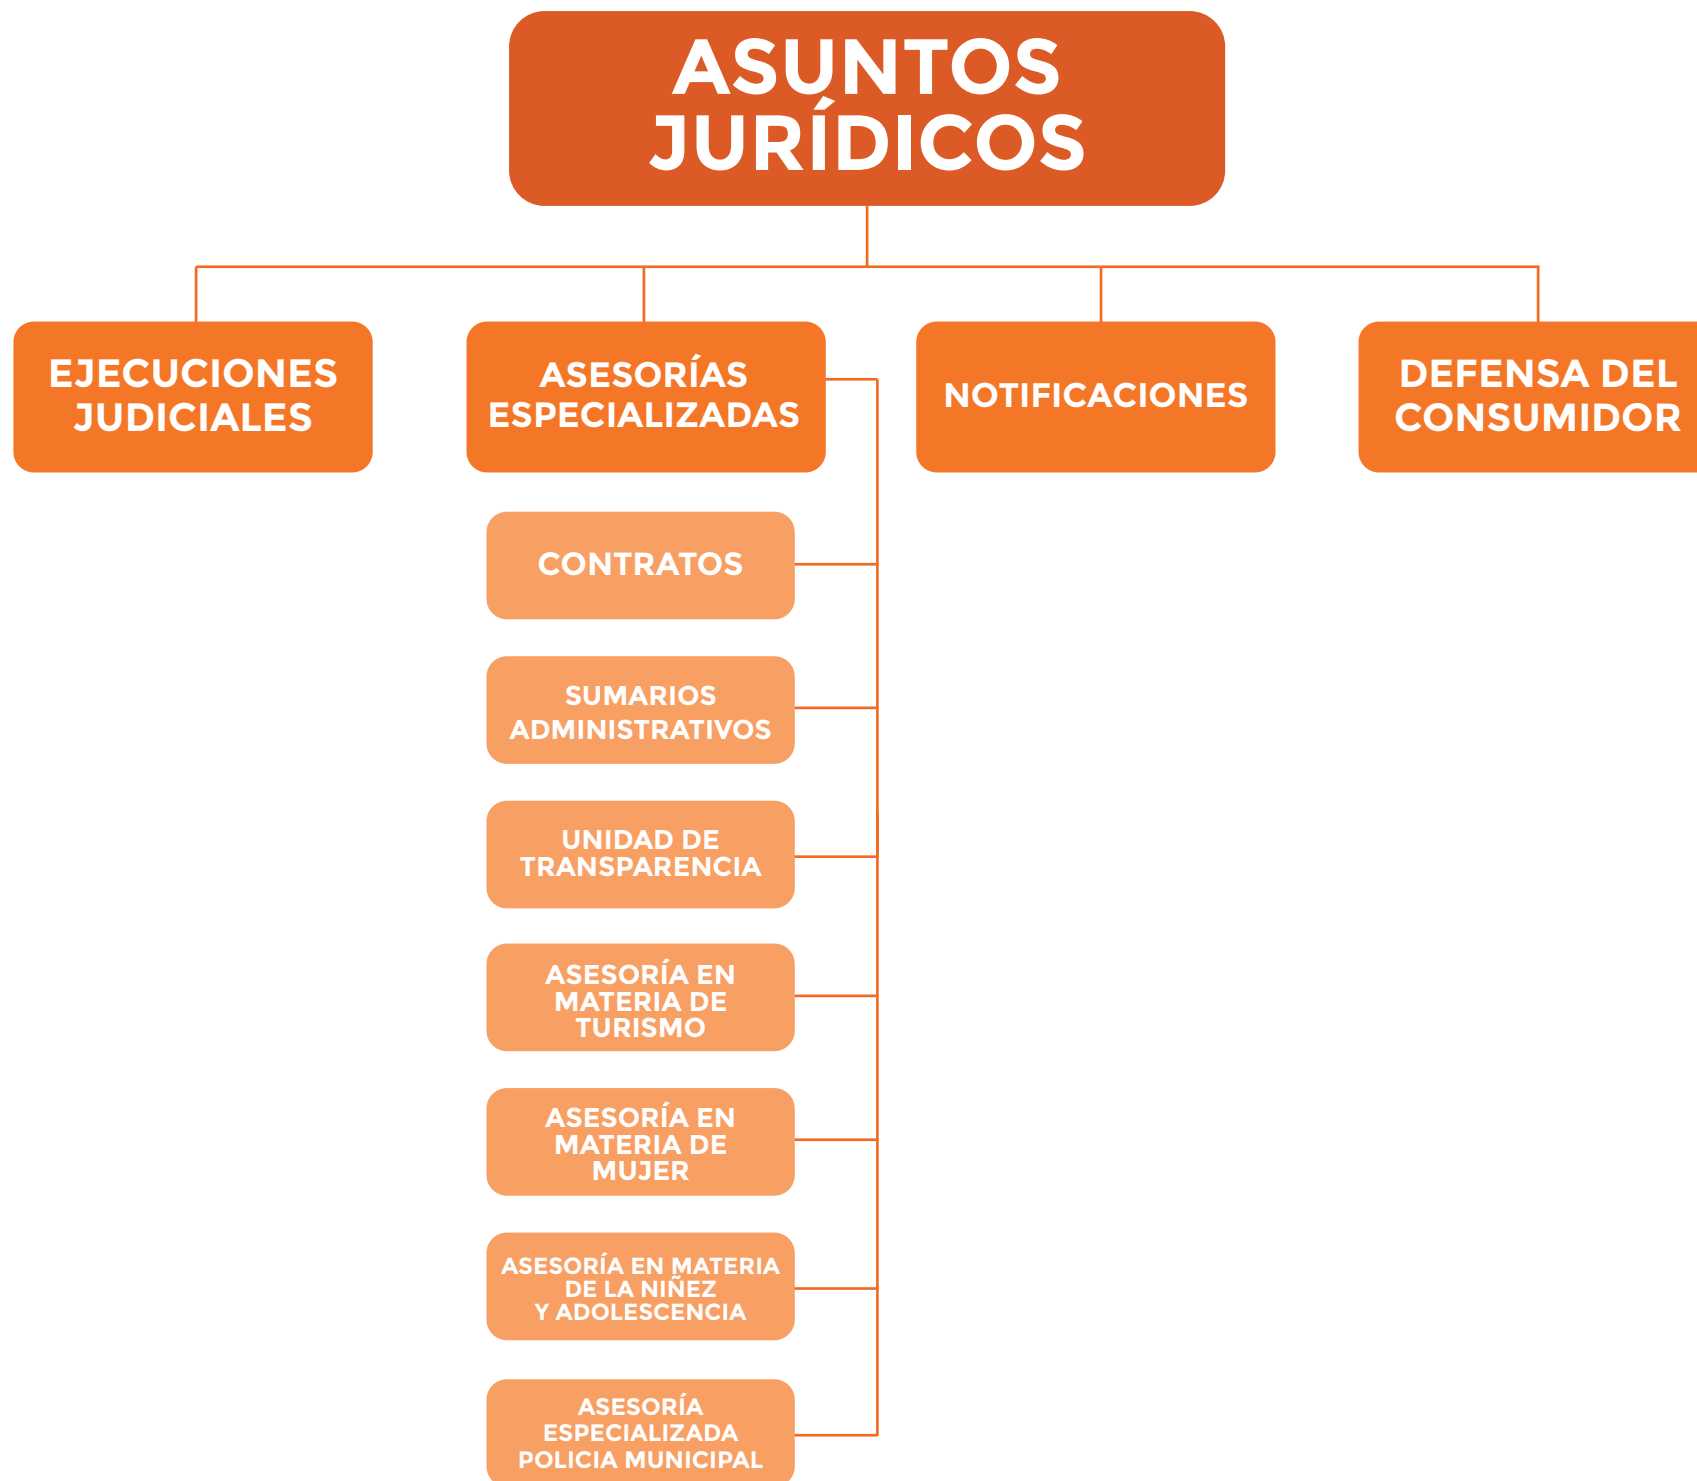 ASUNTOS
JURÍDICOS
EJECUCIONES
JUDICIALES
ASESORÍAS
ESPECIALIZADAS
NOTIFICACIONES
DEFENSA DEL
CONSUMIDOR
CONTRATOS
SUMARIOS
ADMINISTRATIVOS
UNIDAD DE
TRANSPARENCIA
ASESORÍA EN
MATERIA DE
TURISMO
ASESORÍA EN
MATERIA DE
MUJER
ASESORÍA EN MATERIA
DE LA NIÑEZ
Y ADOLESCENCIA
ASESORÍA
ESPECIALIZADA
POLICIA MUNICIPAL